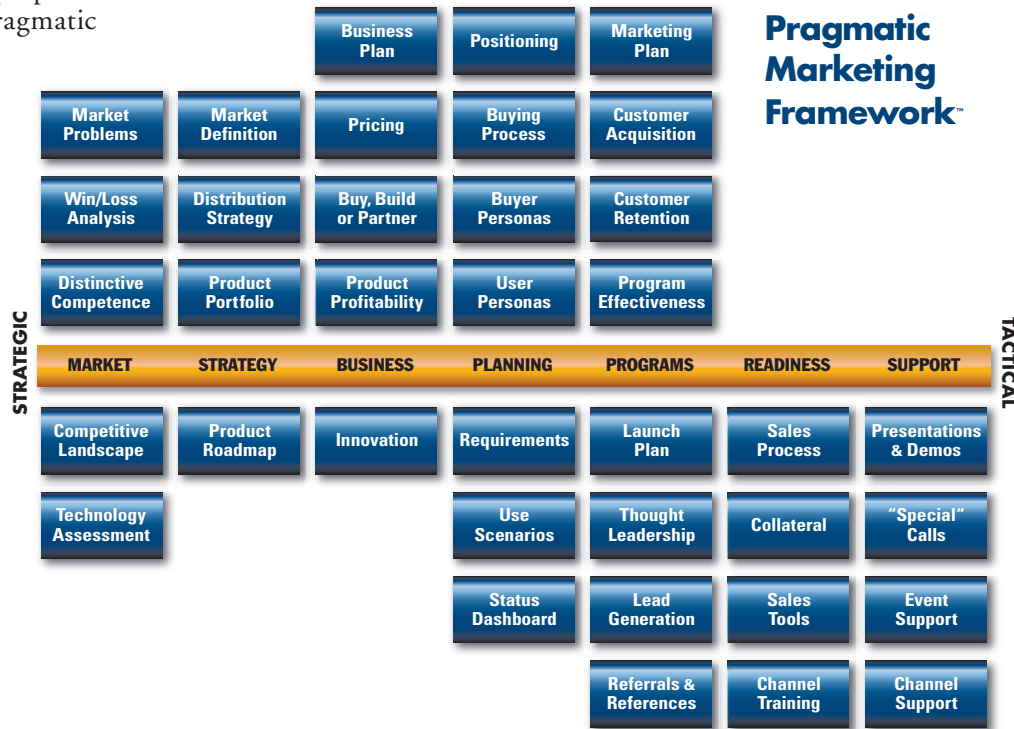 ragmatic
Pragmatic
Marketing
Framework™
Business
Plan
Positioning
Marketing
Plan
Market
Problems
Market
Definition
Pricing
Buying
Process
Customer
Acquisition
Win/Loss
Analysis
Distribution
Strategy
Buy, Build
or Partner
Buyer
Personas
Customer
Retention
Distinctive
Competence
Product
Portfolio
Product
Profitability
User
Personas
Program
Effectiveness
STRATEGIC
MARKET STRATEGY BUSINESS PLANNING PROGRAMS READINESS SUPPORT
TACTICAL
Competitive
Landscape
Product
Roadmap
Innovation
Requirements
Launch
Plan
Sales
Process
Presentations
& Demos
Technology
Assessment
Use
Scenarios
Thought
Leadership
Collateral
"Special"
Calls
Status
Dashboard
Lead
Generation
Sales
Tools
Event
Support
Referrals &
References
Channel
Training
Channel
Support